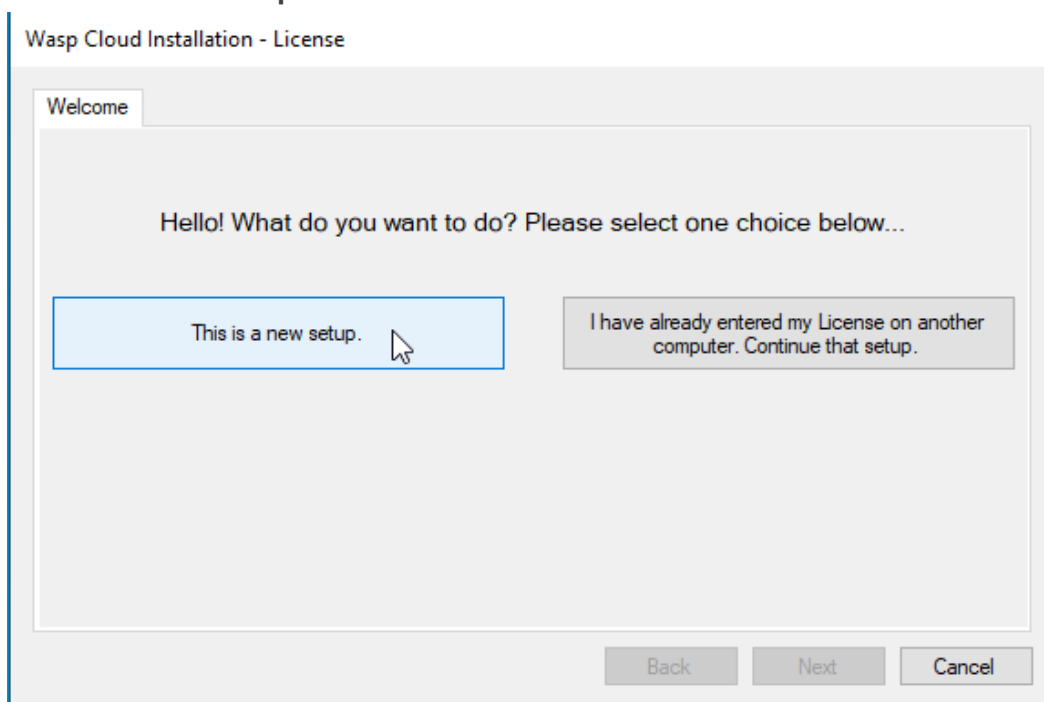 Wasp Cloud Installation - License
Welcome
Hello! What do you want to do? Please select one choice below...
This is a new setup.
I have already entered my License on another
computer. Continue that setup.
Back
Next
Cancel